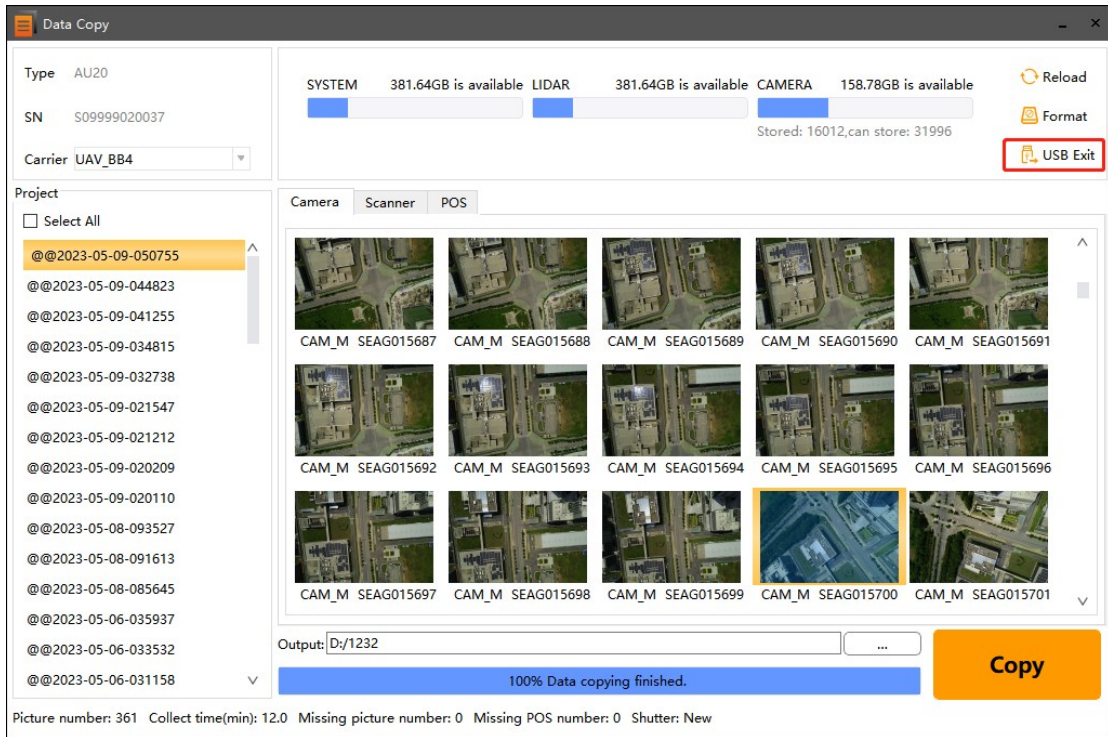 Data Copy
Type AU20
SN S09999020037
Carrier UAV_BB4
SYSTEM 381.64GB is available
LIDAR 381.64GB is available
CAMERA 158.78GB is available
Stored: 16012,can store: 31996
Reload
Format
USB Exit
Project
Select All
@@2023-05-09-050755
@@2023-05-09-044823
@@2023-05-09-041255
@@2023-05-09-034815
@@2023-05-09-032738
@@2023-05-09-021547
@@2023-05-09-021212
@@2023-05-09-020209
@@2023-05-09-020110
@@2023-05-08-093527
@@2023-05-08-091613
@@2023-05-08-085645
@@2023-05-06-035937
@@2023-05-06-033532
@@2023-05-06-031158
Camera Scanner POS
CAM_M SEAG015687 CAM_M SEAG015688 CAM_M SEAG015689 CAM_M SEAG015690 CAM_M SEAG015691
CAM_M SEAG015692 CAM_M SEAG015693 CAM_M SEAG015694 CAM_M SEAG015695 CAM_M SEAG015696
CAM_M SEAG015697 CAM_M SEAG015698 CAM_M SEAG015699 CAM_M SEAG015700 CAM_M SEAG015701
Output: D:/1232 ...
100% Data copying finished.
Copy
Picture number: 361 Collect time(min): 12.0 Missing picture number: 0 Missing POS number: 0 Shutter: New